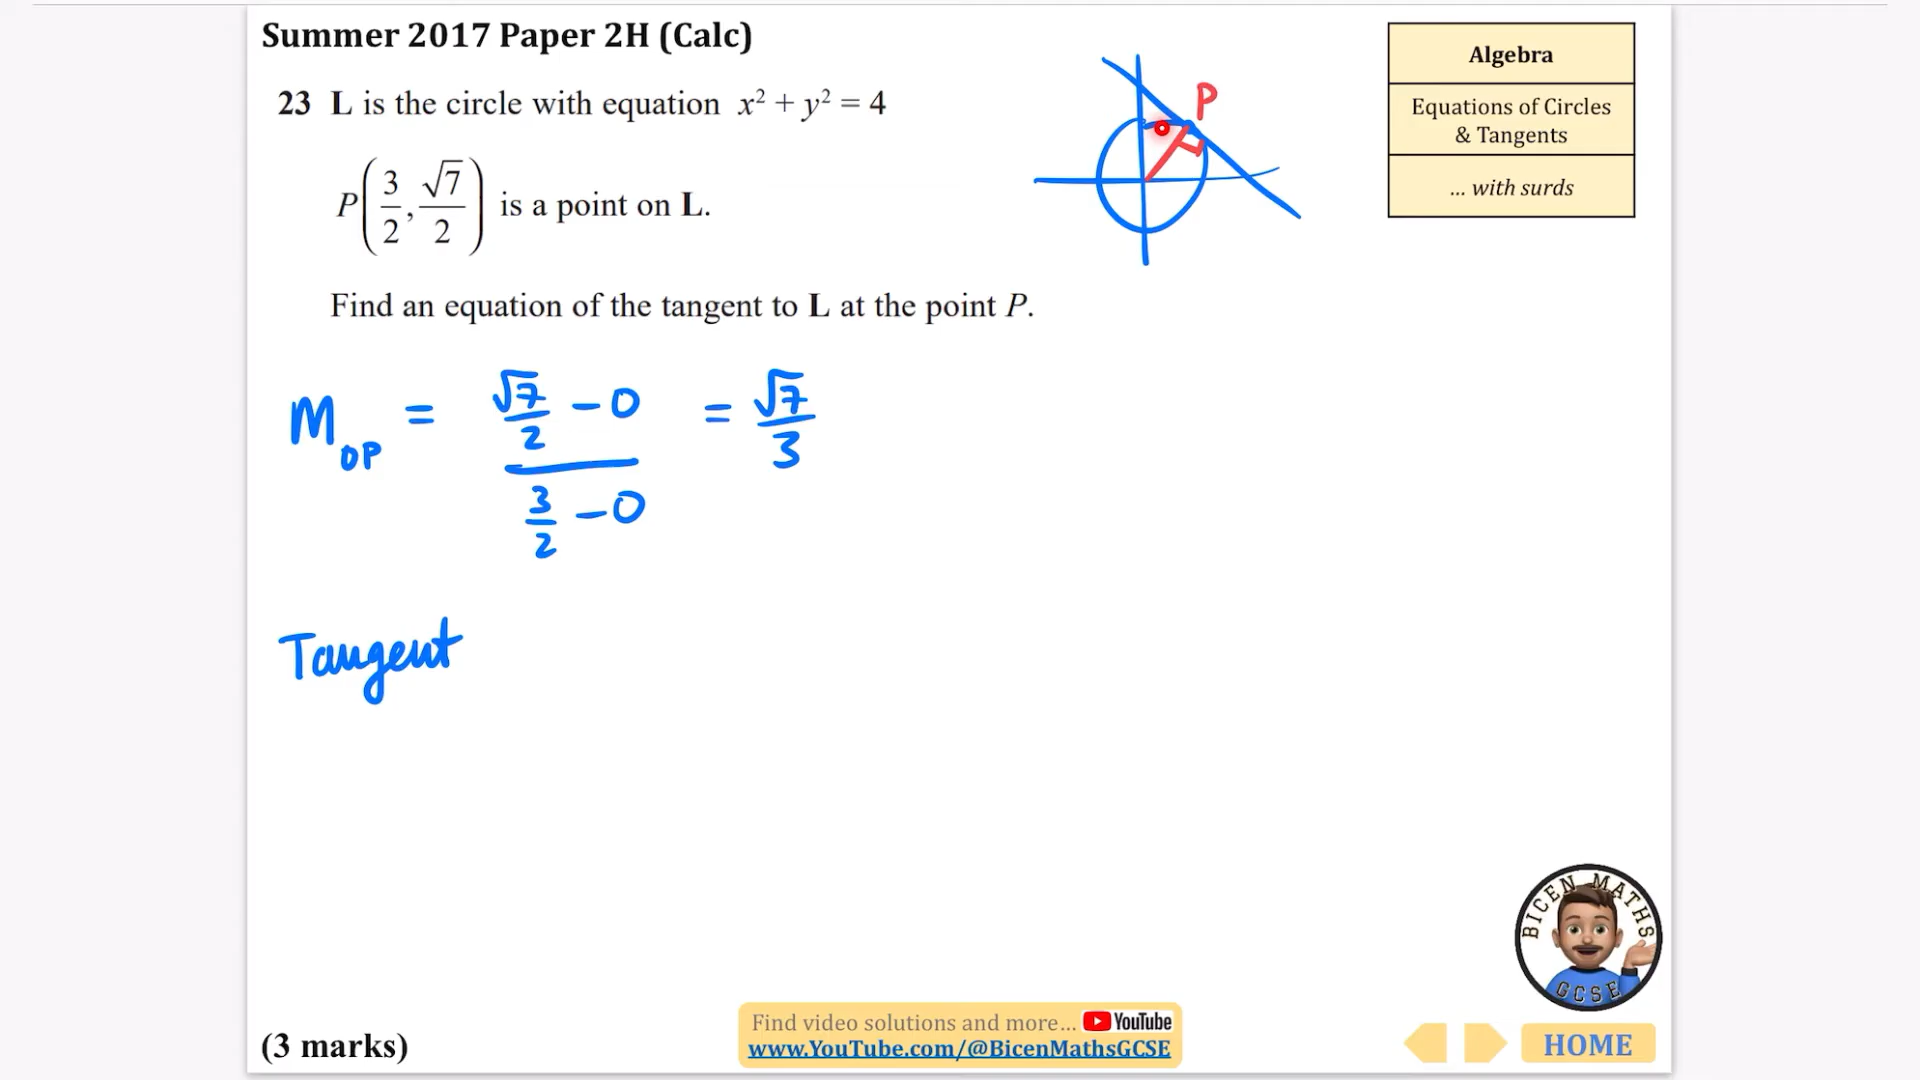 Summer 2017 Paper 2H (Calc)
23 L is the circle with equation x² + y² = 4
P(3/2, √7/2) is a point on L.
Find an equation of the tangent to L at the point P.
P
Algebra
Equations of Circles
& Tangents
... with surds
M_OP = (√7/2 − 0)/(3/2 − 0) = √7/3
Tangent
BICEN MATHS
GCSE
(3 marks)
Find video solutions and more... YouTube
www.YouTube.com/@BicenMathsGCSE
HOME